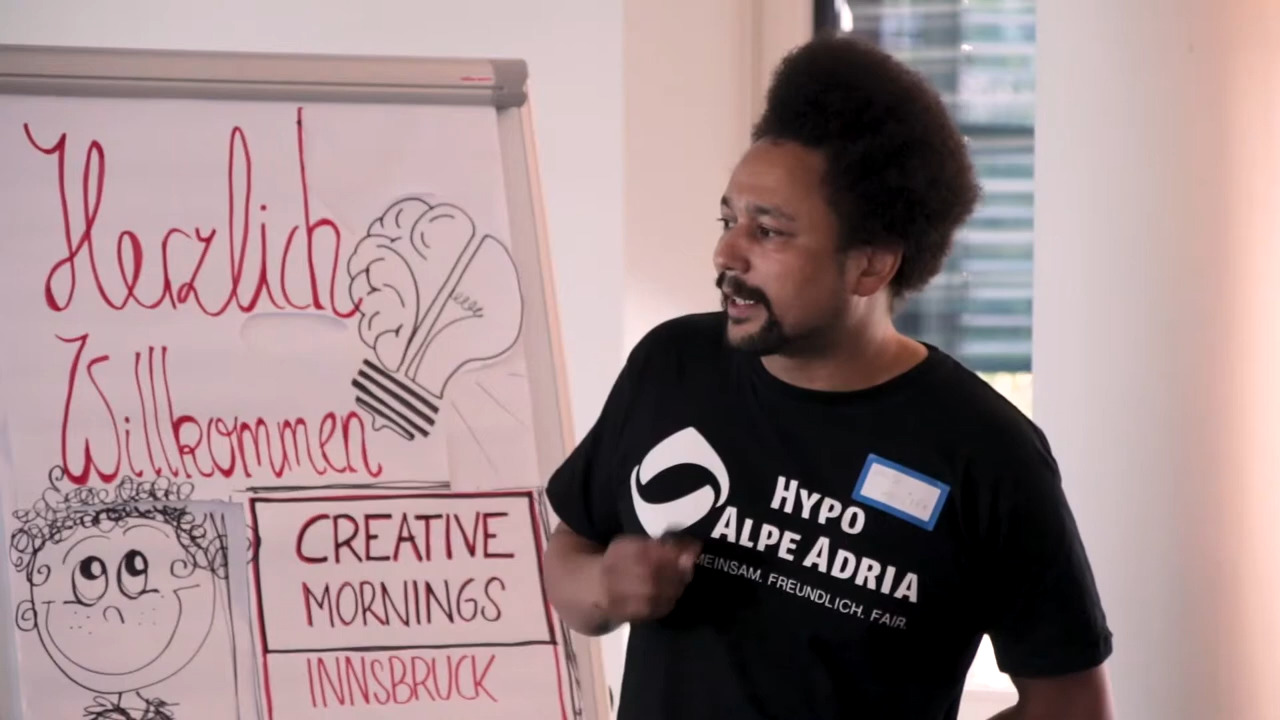 Herzlich
Willkommen
CREATIVE
MORNINGS
INNSBRUCK
HYPO
ALPE ADRIA
MEINSAM. FREUNDLICH. FAIR.